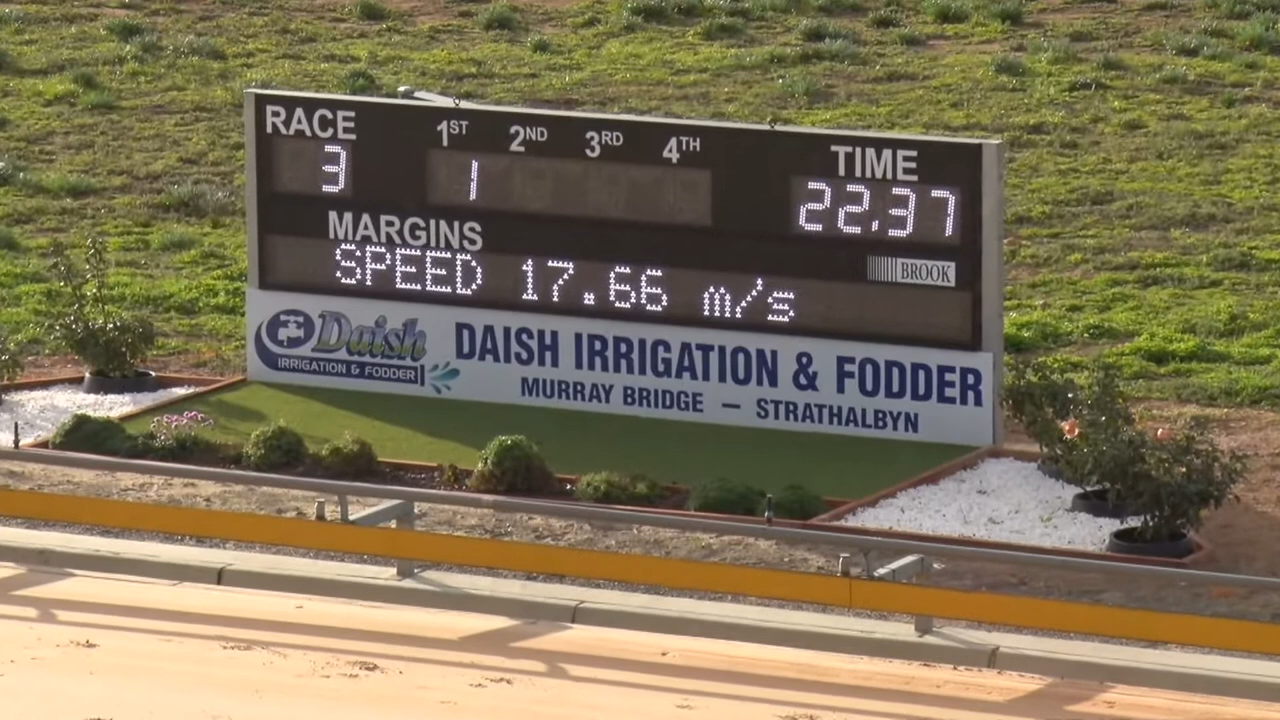 RACE 1ST 2ND 3RD 4TH TIME
3 1 22.37
MARGINS
SPEED 17.66 m/s
BROOK
Daish
IRRIGATION & FODDER
DAISH IRRIGATION & FODDER
MURRAY BRIDGE – STRATHALBYN